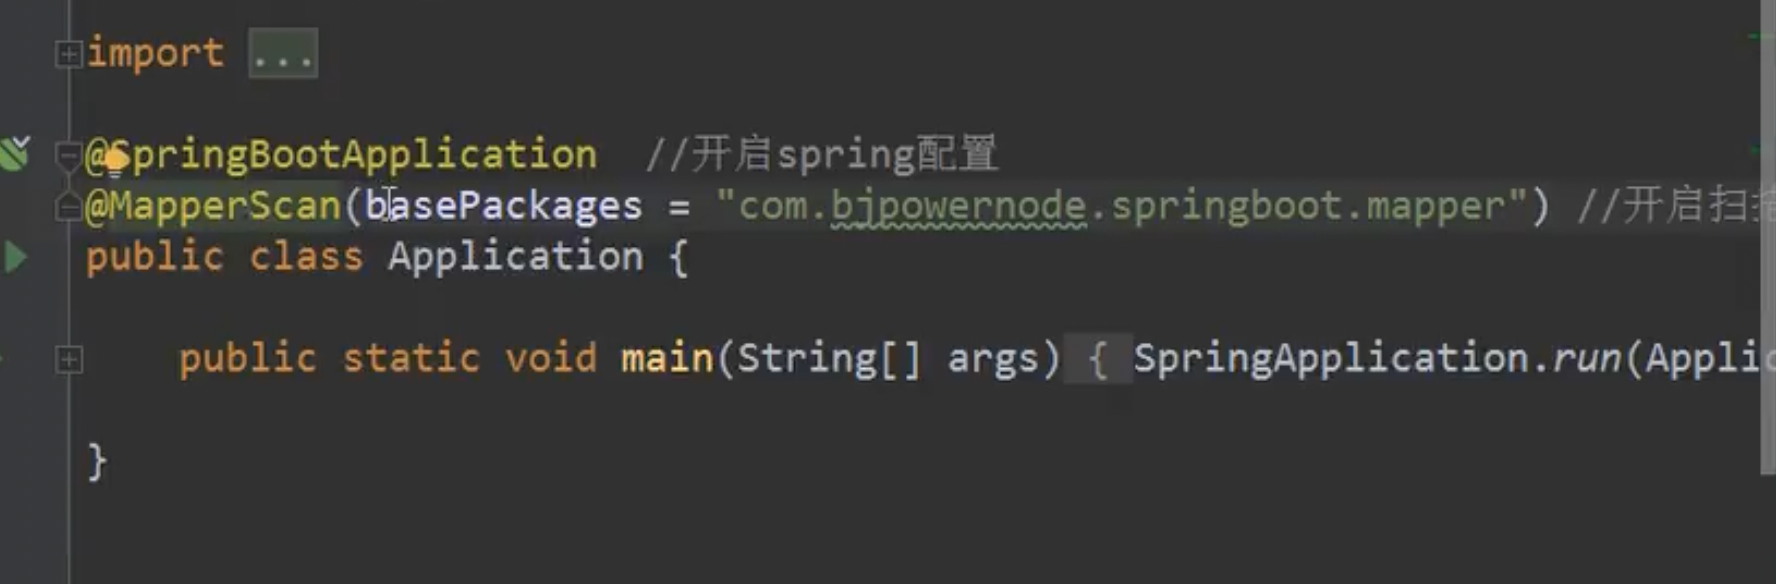 import ...
@SpringBootApplication //开启spring配置
@MapperScan(basePackages = "com.bjpowernode.springboot.mapper") //开启扫
public class Application {
public static void main(String[] args) { SpringApplication.run(Applic
}